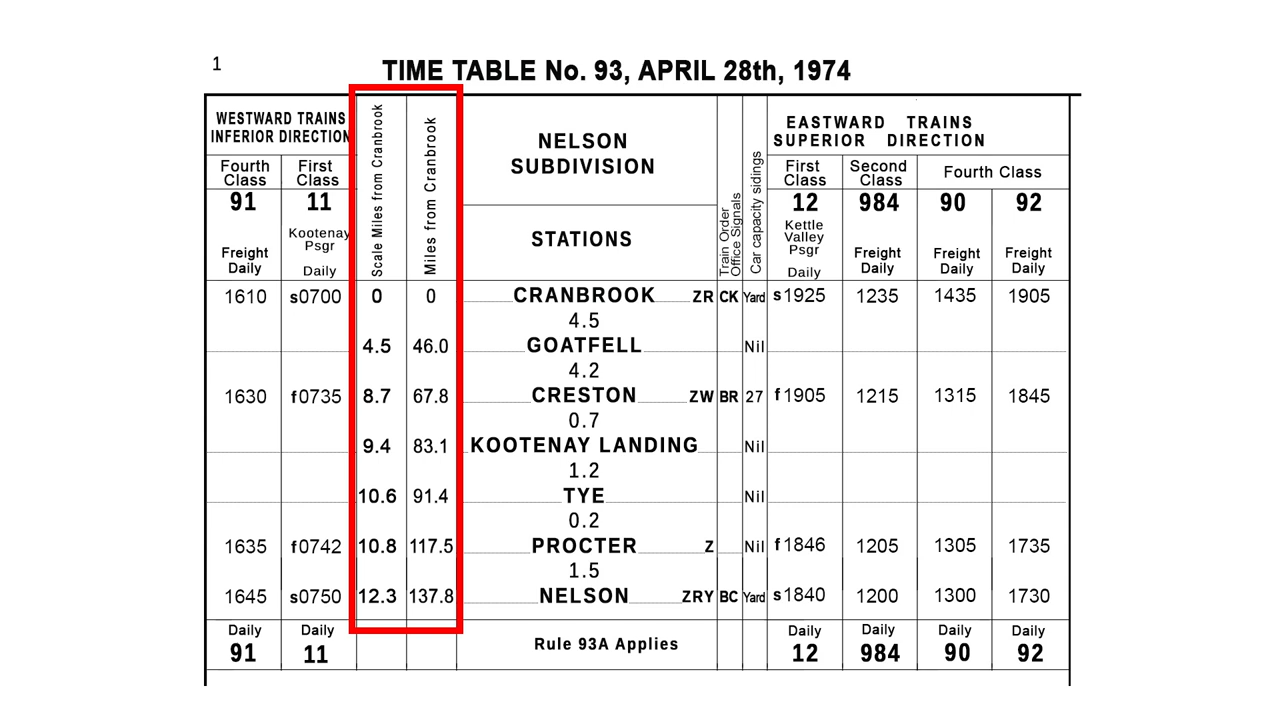 1
TIME TABLE No. 93, APRIL 28th, 1974
WESTWARD TRAINS
INFERIOR DIRECTION
Fourth Class
91
Freight Daily
First Class
11
Kootenay Psgr
Daily
Scale Miles from Cranbrook
Miles from Cranbrook
NELSON
SUBDIVISION
STATIONS
Train Order Office Signals
Car capacity sidings
EASTWARD TRAINS
SUPERIOR DIRECTION
First Class
12
Kettle Valley Psgr
Daily
Second Class
984
Freight Daily
Fourth Class
90
Freight Daily
92
Freight Daily
1610 s0700 0 0 CRANBROOK ZR CK Yard s1925 1235 1435 1905
4.5
4.5 46.0 GOATFELL Nil
4.2
1630 f0735 8.7 67.8 CRESTON ZW BR 27 f1905 1215 1315 1845
0.7
9.4 83.1 KOOTENAY LANDING Nil
1.2
10.6 91.4 TYE Nil
0.2
1635 f0742 10.8 117.5 PROCTER Z Nil f1846 1205 1305 1735
1.5
1645 s0750 12.3 137.8 NELSON ZRY BC Yard s1840 1200 1300 1730
Daily Daily Rule 93A Applies Daily Daily Daily Daily
91 11 12 984 90 92